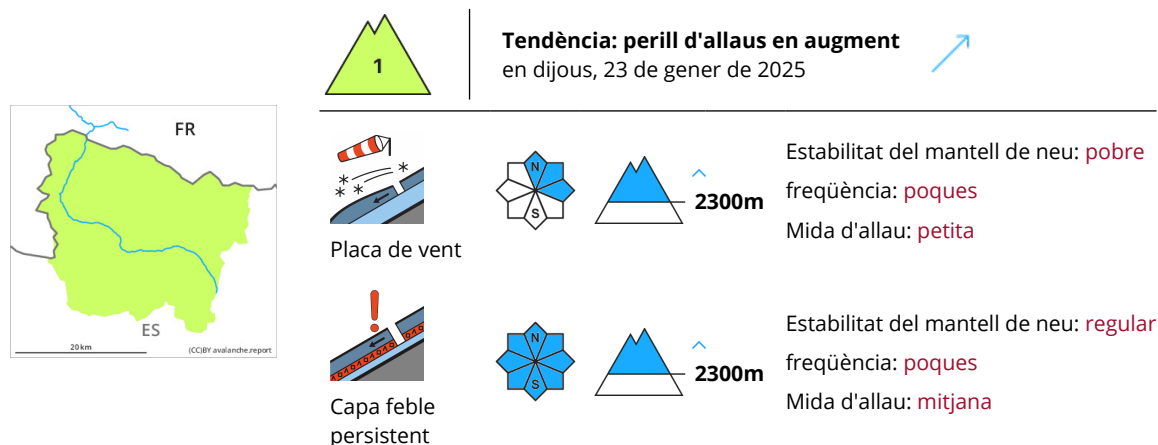 1
Tendència: perill d'allaus en augment
en dijous, 23 de gener de 2025
FR
ES
20 km
(CC)BY avalanche.report
N
S
2300m
Placa de vent
Estabilitat del mantell de neu: pobre
freqüència: poques
Mida d'allau: petita
N
S
2300m
Capa feble
persistent
Estabilitat del mantell de neu: regular
freqüència: poques
Mida d'allau: mitjana